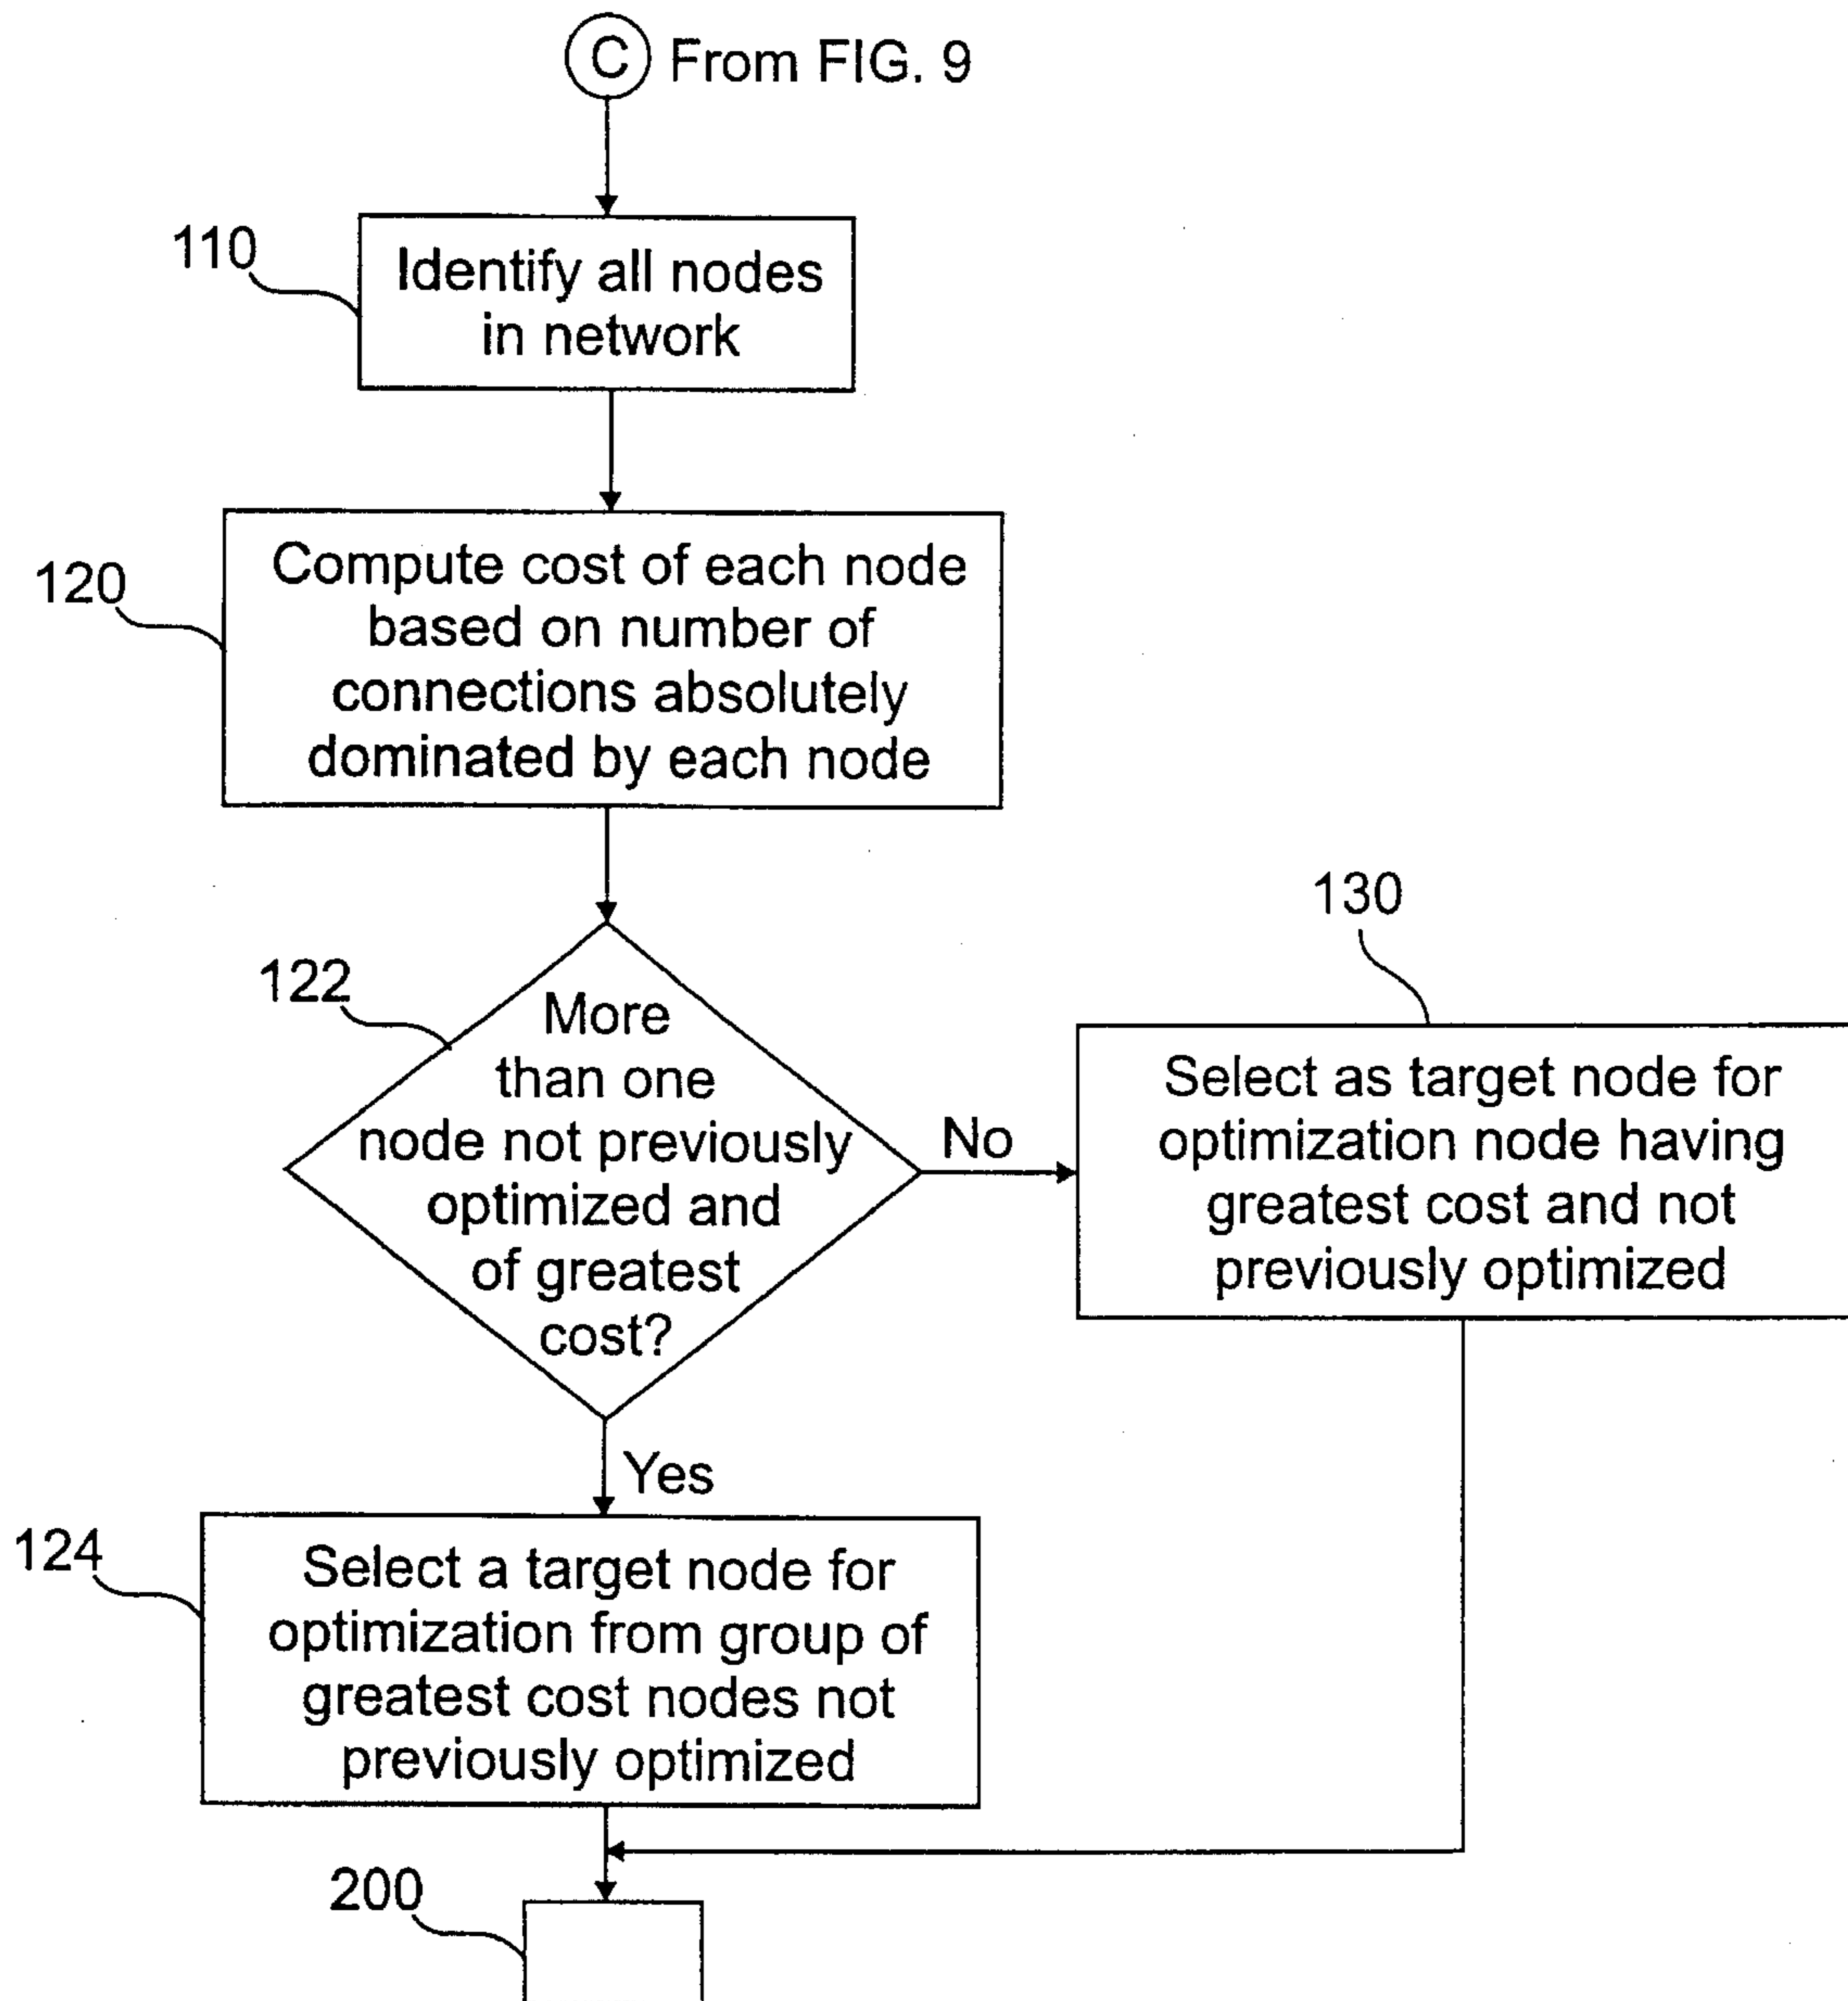 C From FIG. 9
110
Identify all nodes
in network
120
Compute cost of each node
based on number of
connections absolutely
dominated by each node
122
More
than one
node not previously
optimized and
of greatest
cost?
No
130
Select as target node for
optimization node having
greatest cost and not
previously optimized
Yes
124
Select a target node for
optimization from group of
greatest cost nodes not
previously optimized
200